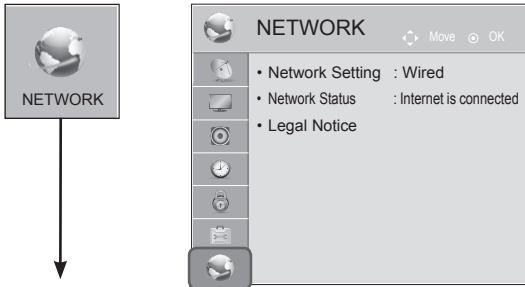 NETWORK
NETWORK Move OK
• Network Setting : Wired
• Network Status : Internet is connected
• Legal Notice